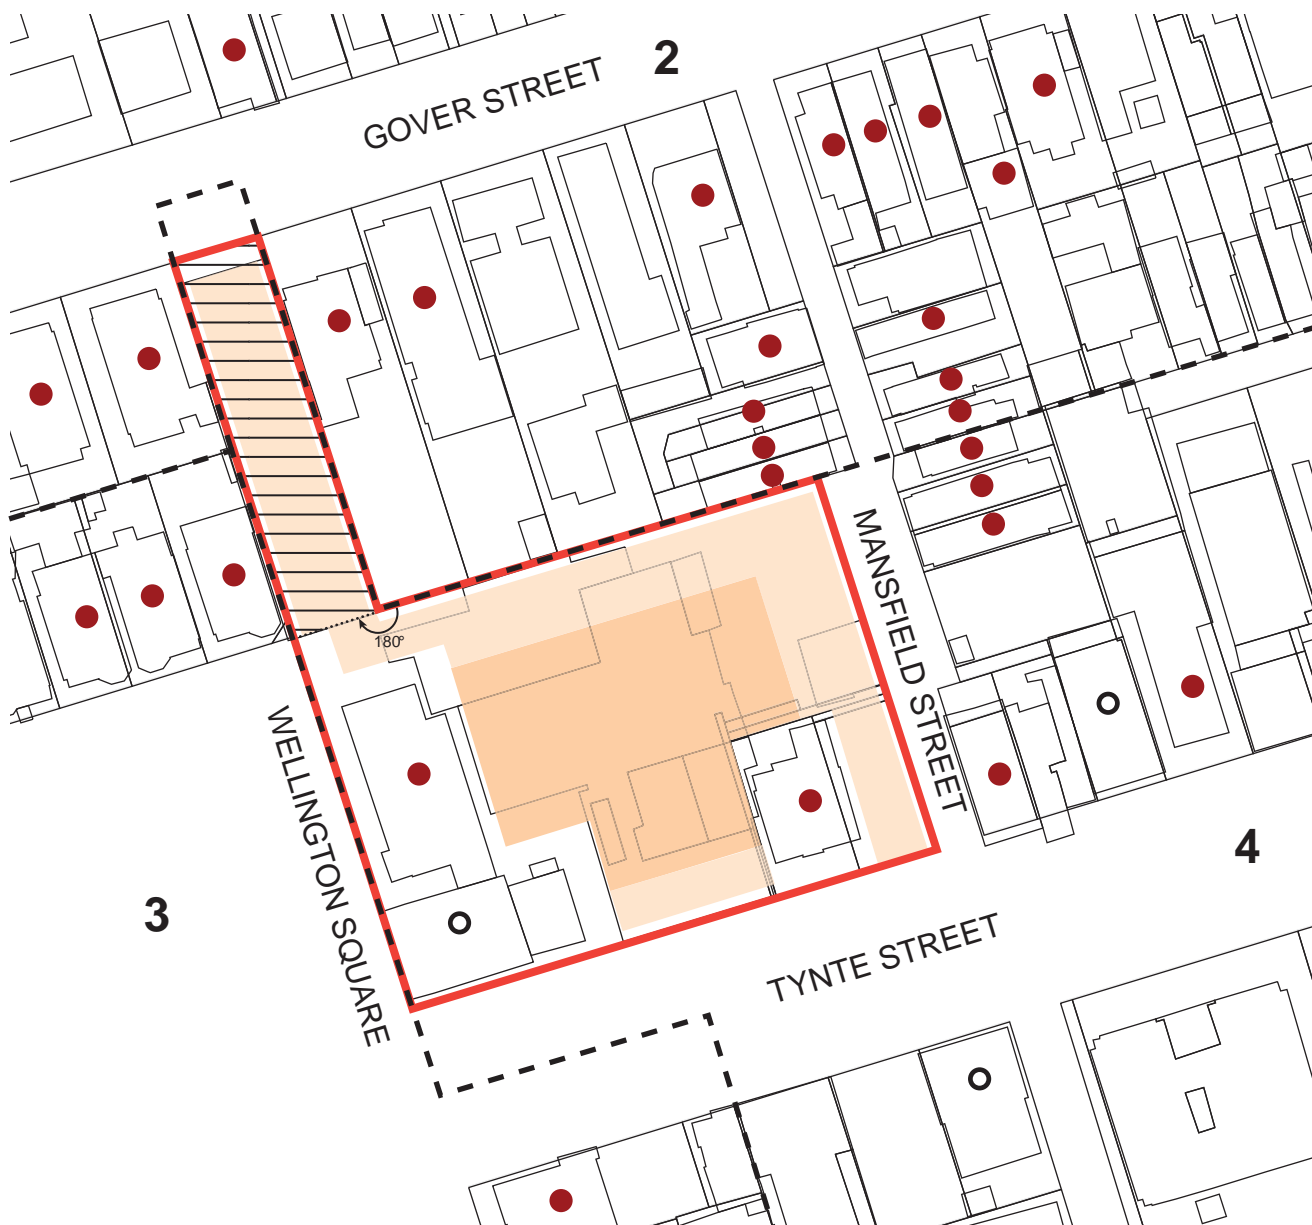 2
GOVER STREET
180°
MANSFIELD STREET
WELLINGTON SQUARE
4
3
TYNTE STREET